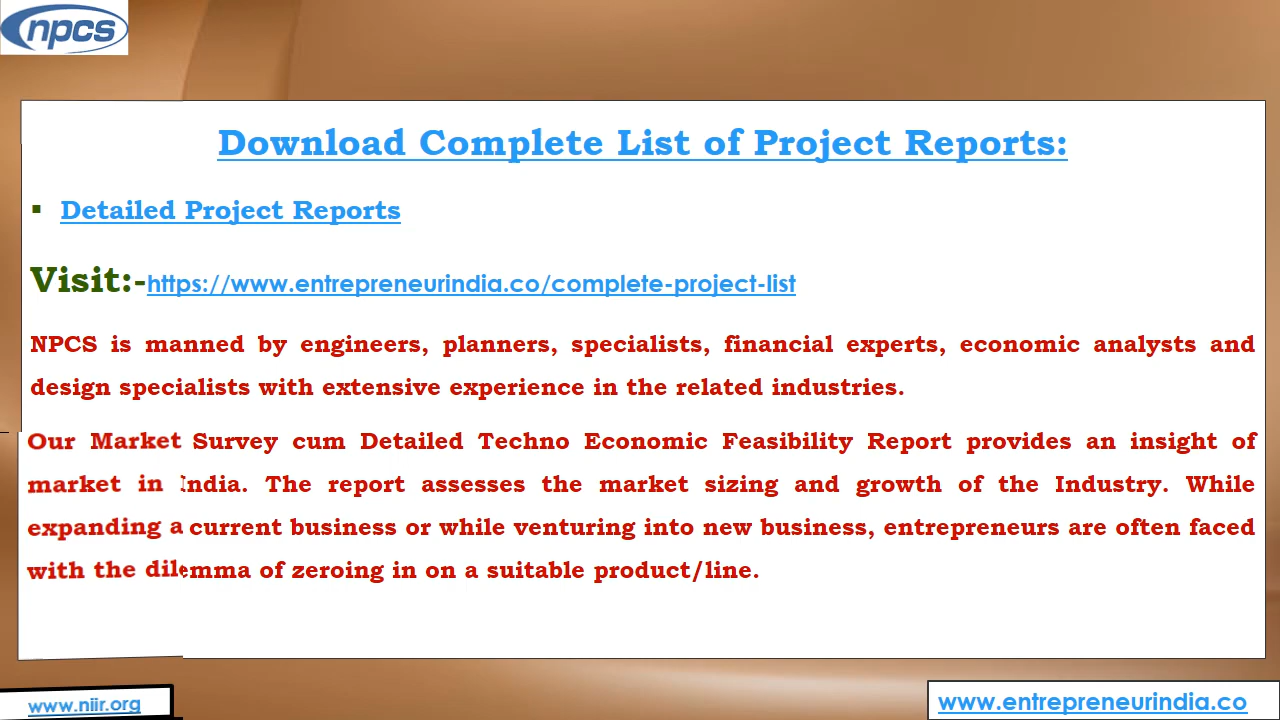 npcs
Download Complete List of Project Reports:
▪ Detailed Project Reports
Visit:-https://www.entrepreneurindia.co/complete-project-list
NPCS is manned by engineers, planners, specialists, financial experts, economic analysts and
design specialists with extensive experience in the related industries.
Our Market Survey cum Detailed Techno Economic Feasibility Report provides an insight of
market in India. The report assesses the market sizing and growth of the Industry. While
expanding a current business or while venturing into new business, entrepreneurs are often faced
with the dilemma of zeroing in on a suitable product/line.
www.niir.org
www.entrepreneurindia.co